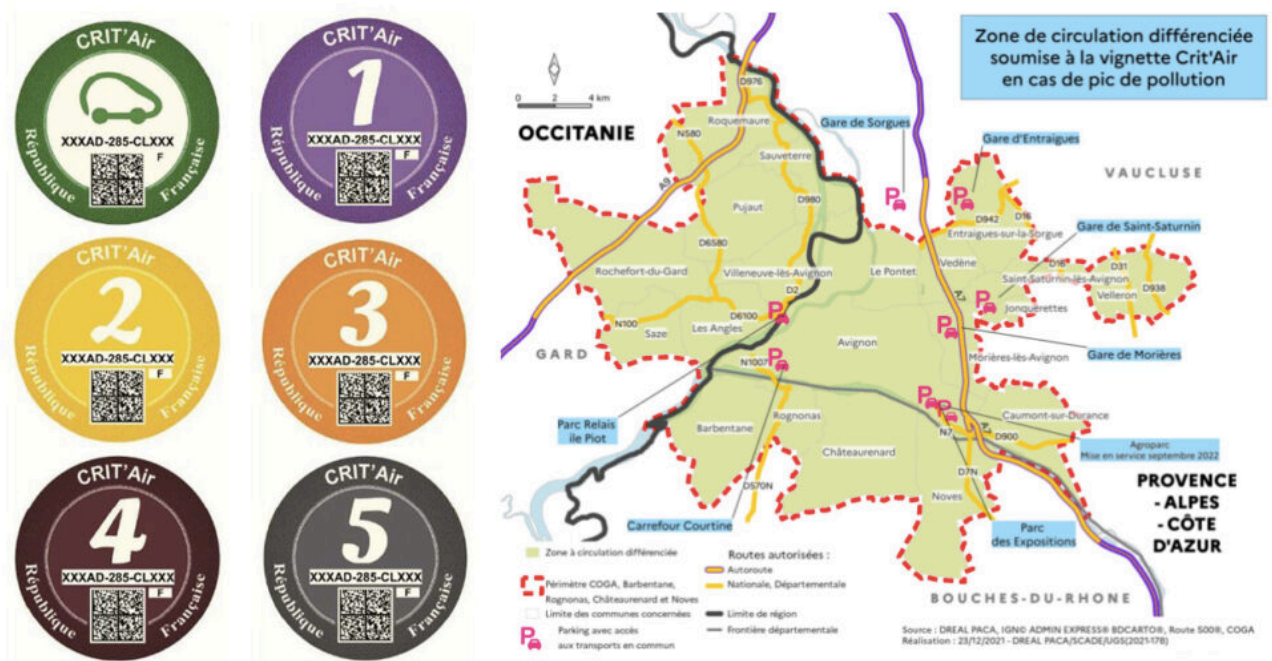 CRIT'Air
XXXAD-285-CLXXX
F
République Française
CRIT'Air
1
XXXAD-285-CLXXX
F
République Française
CRIT'Air
2
XXXAD-285-CLXXX
F
République Française
CRIT'Air
3
XXXAD-285-CLXXX
F
République Française
CRIT'Air
4
XXXAD-285-CLXXX
F
République Française
CRIT'Air
5
XXXAD-285-CLXXX
F
République Française
Zone de circulation différenciée
soumise à la vignette Crit'Air
en cas de pic de pollution
0 2 4 km
OCCITANIE
D976
Roquemaure
N580
Sauveterre
A9
Gare de Sorgues
Gare d'Entraigues
VAUCLUSE
Pujaut
D980
D942
D16
Entraigues-sur-la-Sorgue
Gare de Saint-Saturnin
D6580
Rochefort-du-Gard
Villeneuve-lès-Avignon
Le Pontet
Vedène
D16
Saint-Saturnin-lès-Avignon
D31
D938
Velleron
D2
A7
Jonquerettes
N100
Saze
D6100
Les Angles
P
P
P
P
P
P
P
P
Avignon
GARD
Gare de Morières
Morières-lès-Avignon
N1007
Parc Relais
ile Piot
Barbentane
Rognonas
Caumont-sur-Durance
N7
A7
D900
Agroparc
Mise en service septembre 2022
Châteaurenard
D7N
D570N
Noves
PROVENCE
- ALPES
- CÔTE
D'AZUR
Carrefour Courtine
Parc
des Expositions
BOUCHES-DU-RHONE
Zone à circulation différenciée
Périmètre COGA, Barbentane,
Rognonas, Châteaurenard et Noves
Limite des communes concernées
P
Parking avec accès
aux transports en commun
Routes autorisées :
Autoroute
Nationale, Départementale
Limite de région
Frontière départementale
Source : DREAL PACA, IGN© ADMIN EXPRESS® BDCARTO®, Route 500®, COGA
Réalisation : 23/12/2021 - DREAL PACA/SCADE/UGS(2021-178)